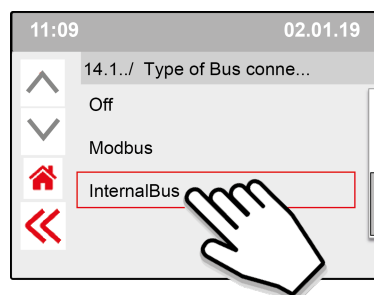 11:09 02.01.19
14.1../ Type of Bus conne...
Off
Modbus
InternalBus